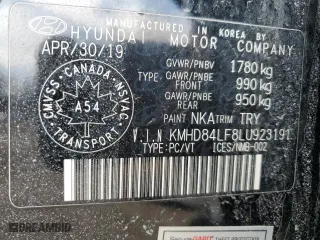 MANUFACTURED IN KOREA BY
HYUNDAI MOTOR COMPANY
APR/30/19
GVWR/PNBV 1780 kg
TYPE GAWR/PNBE FRONT 990 kg
GAWR/PNBE REAR 950 kg
CMVSS · CANADA · NSVAC
A54
TRANSPORT
PAINT NKA TRIM TRY
V.I.N KMHD84LF8LU923191
TYPE:PC/VT ICES/NMB-002